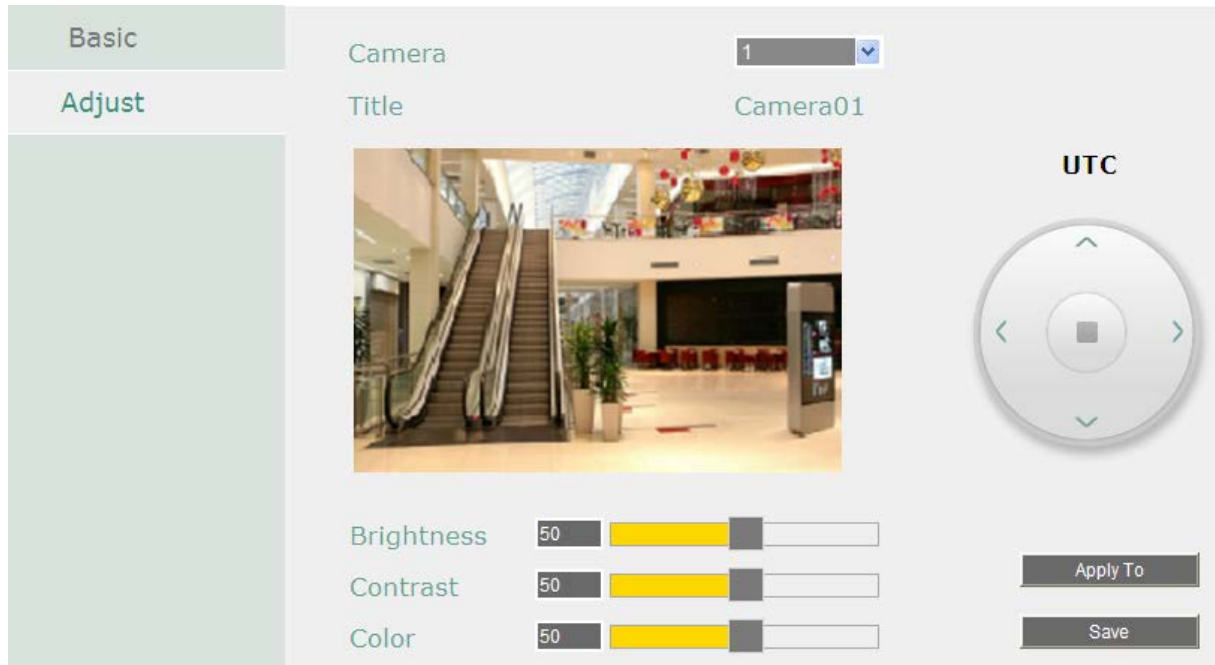 Basic
Adjust
Camera 1
Title Camera01
UTC
Brightness 50
Contrast 50
Color 50
Apply To
Save